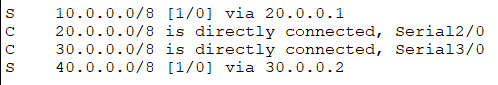 S    10.0.0.0/8 [1/0] via 20.0.0.1
C    20.0.0.0/8 is directly connected, Serial2/0
C    30.0.0.0/8 is directly connected, Serial3/0
S    40.0.0.0/8 [1/0] via 30.0.0.2